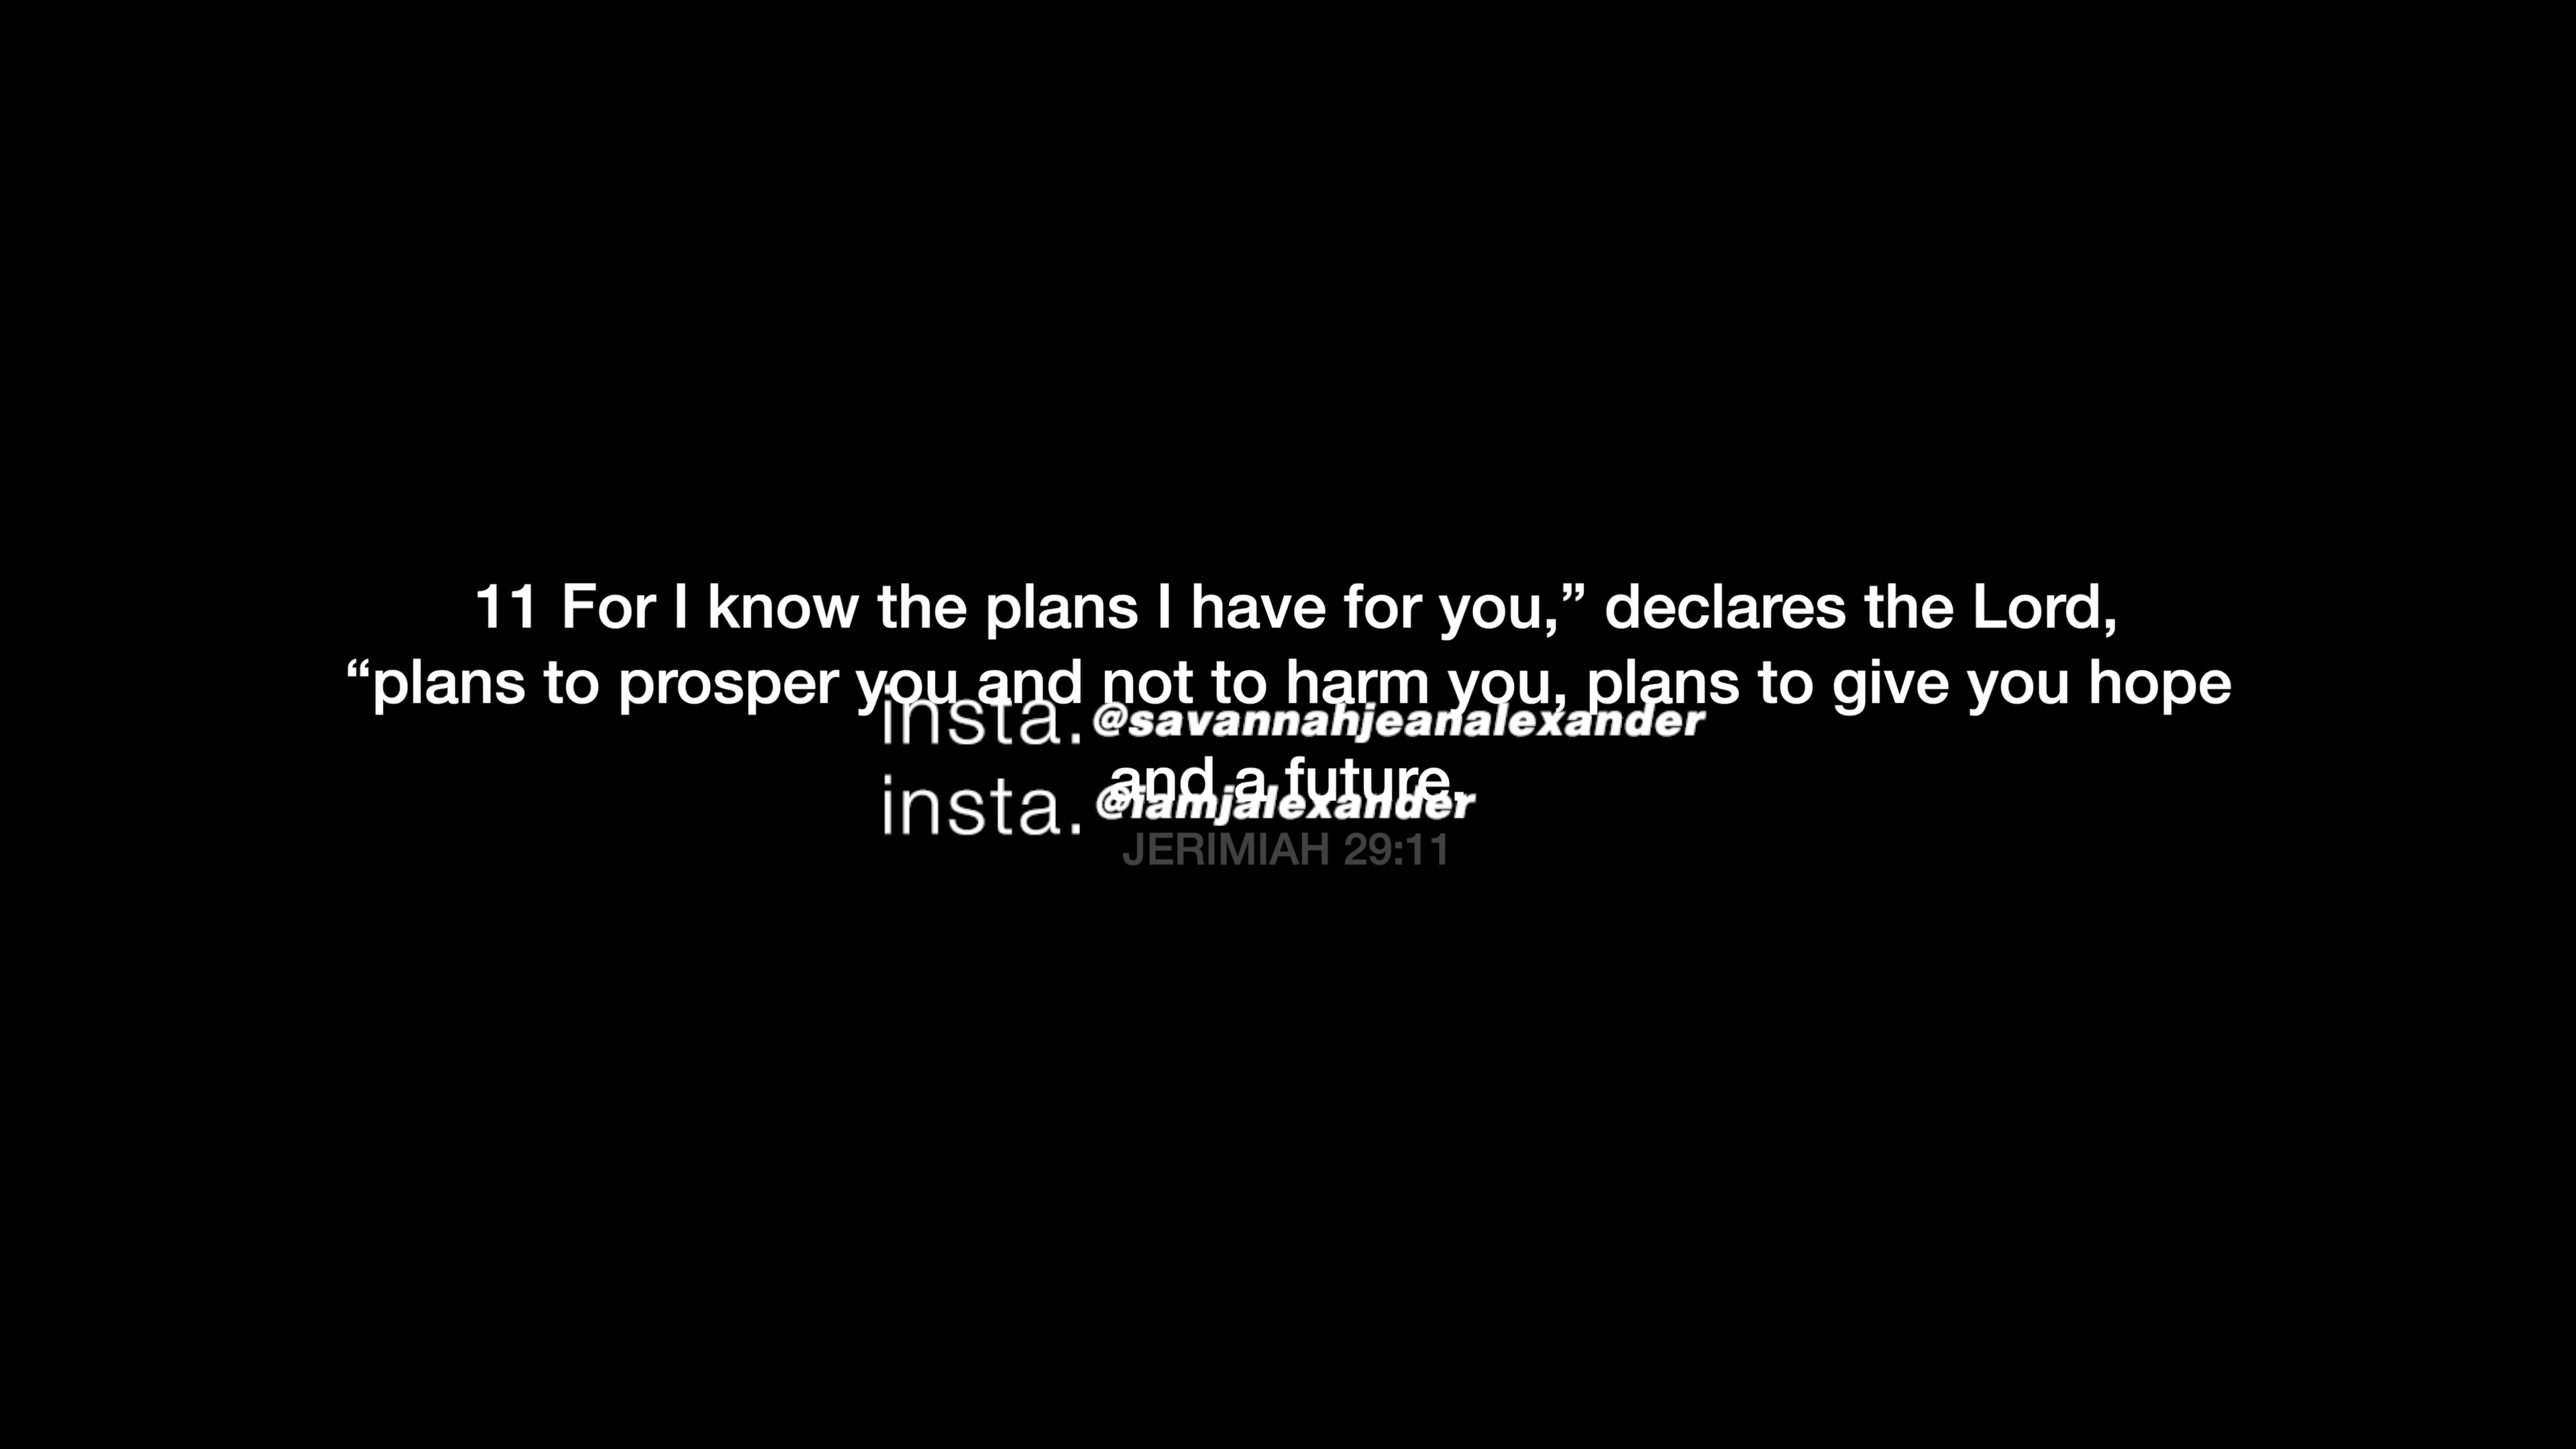 11 For I know the plans I have for you,” declares the Lord,
“plans to prosper you and not to harm you, plans to give you hope
insta. @savannahjeanalexander
and a future.
insta. @iamjalexander
JERIMIAH 29:11